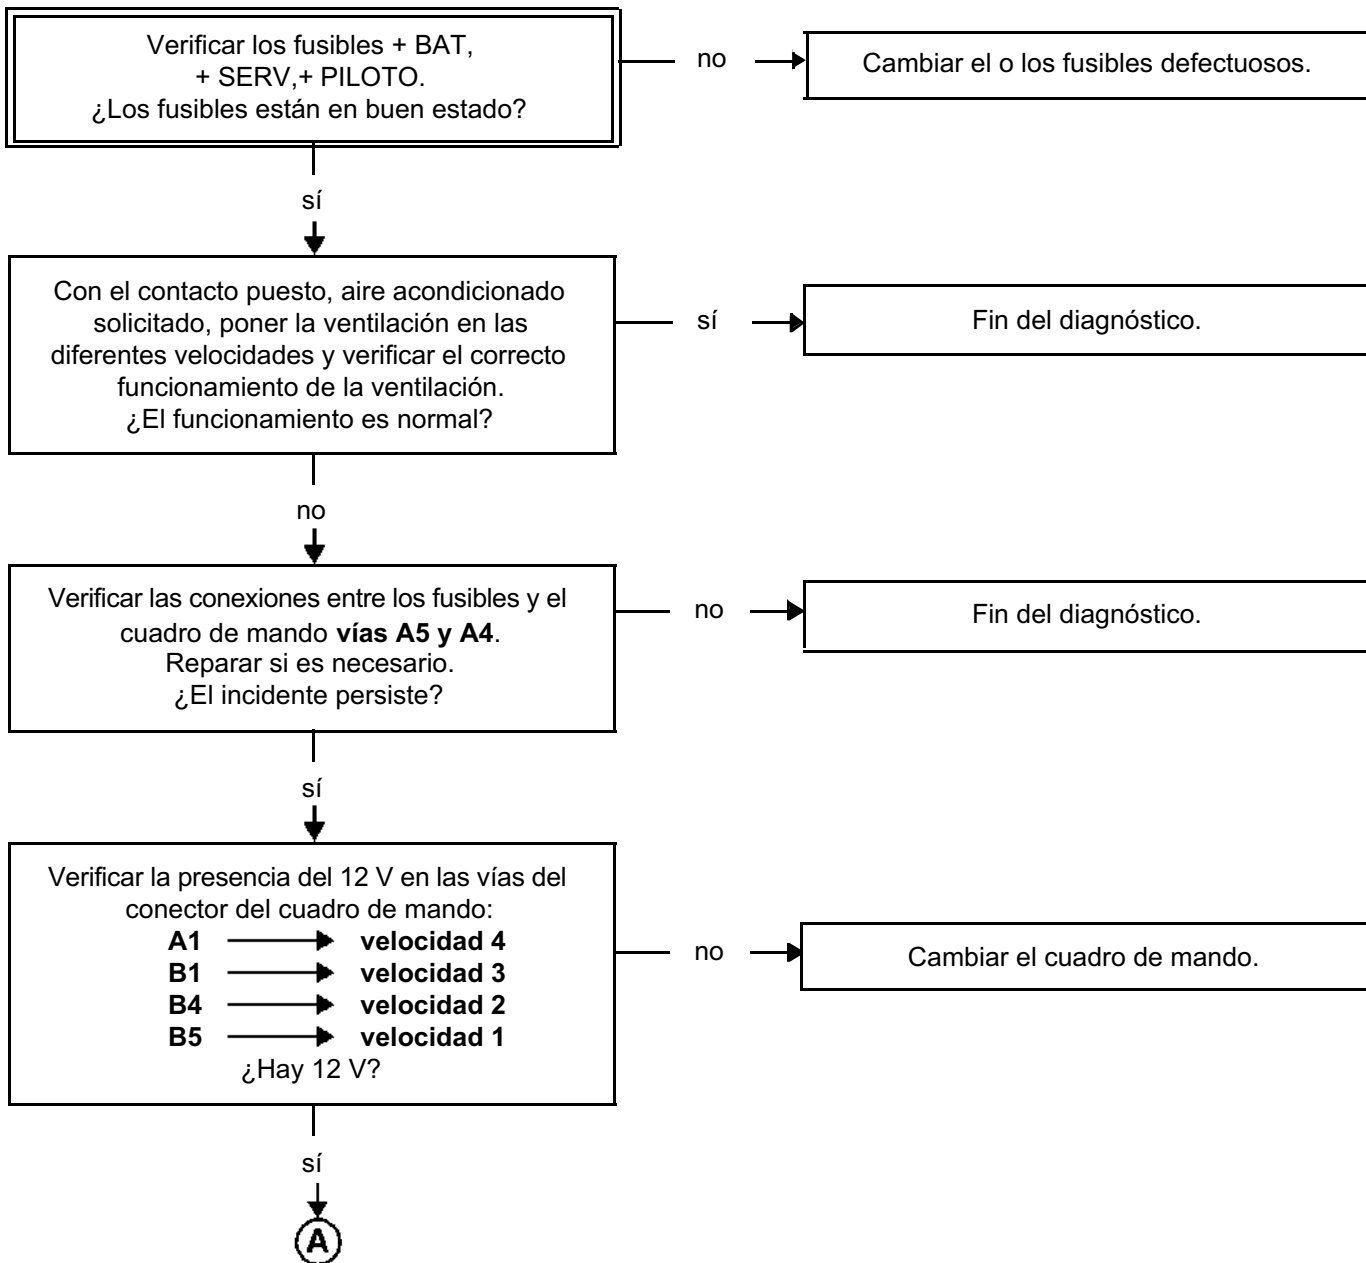 Verificar los fusibles + BAT,
+ SERV,+ PILOTO.
¿Los fusibles están en buen estado?
no
Cambiar el o los fusibles defectuosos.
sí
Con el contacto puesto, aire acondicionado
solicitado, poner la ventilación en las
diferentes velocidades y verificar el correcto
funcionamiento de la ventilación.
¿El funcionamiento es normal?
sí
Fin del diagnóstico.
no
Verificar las conexiones entre los fusibles y el
cuadro de mando vías A5 y A4.
Reparar si es necesario.
¿El incidente persiste?
no
Fin del diagnóstico.
sí
Verificar la presencia del 12 V en las vías del
conector del cuadro de mando:
A1 velocidad 4
B1 velocidad 3
B4 velocidad 2
B5 velocidad 1
¿Hay 12 V?
no
Cambiar el cuadro de mando.
sí
A